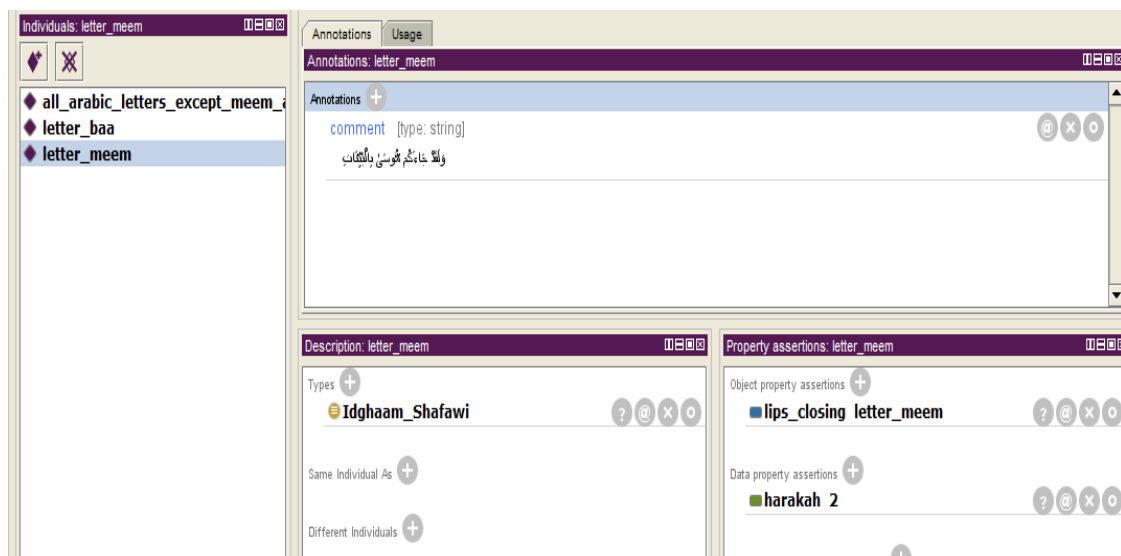 Individuals: letter_meem
all_arabic_letters_except_meem_a
letter_baa
letter_meem
Annotations Usage
Annotations: letter_meem
Annotations
comment [type: string]
وَلَقَدْ جَاءَكُم مُّوسَىٰ بِالْبَيِّنَاتِ
Description: letter_meem
Types
Idghaam_Shafawi
Same Individual As
Different Individuals
Property assertions: letter_meem
Object property assertions
lips_closing letter_meem
Data property assertions
harakah 2